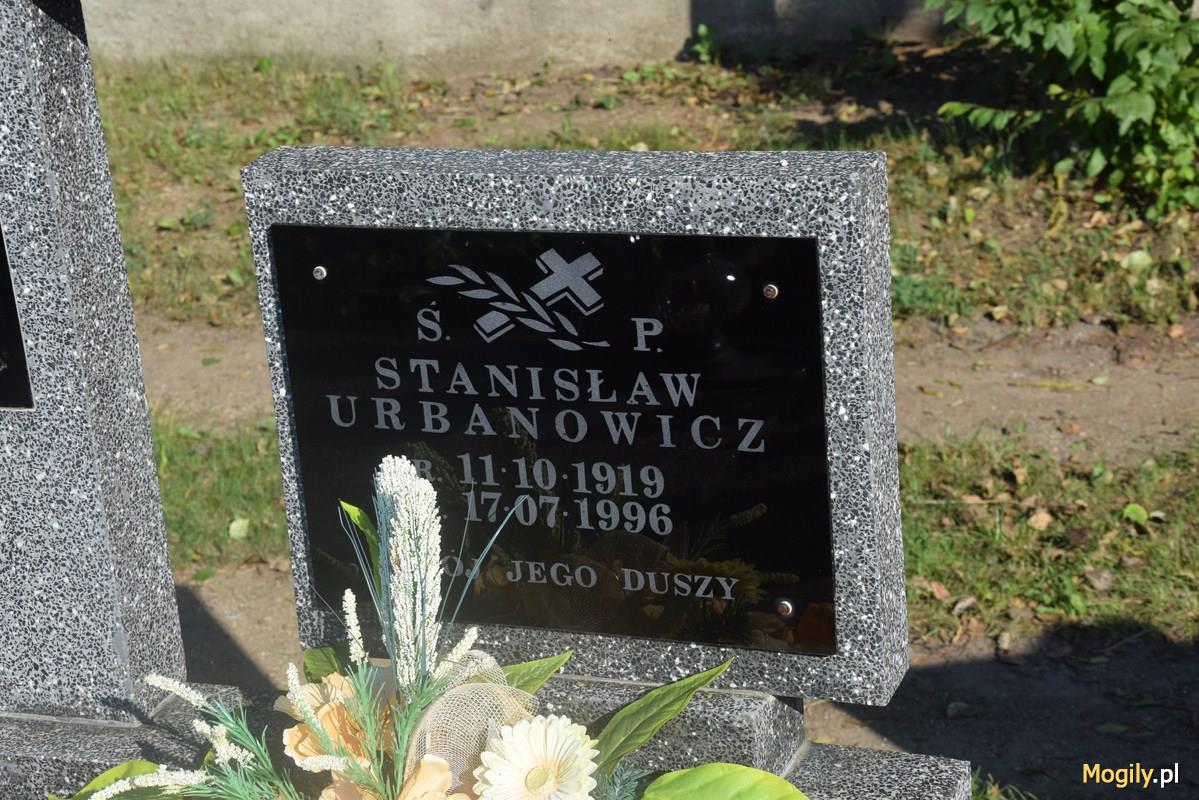 Ś. P.
STANISŁAW
URBANOWICZ
R. 11·10·1919
17·07·1996
JEGO DUSZY
Mogily.pl